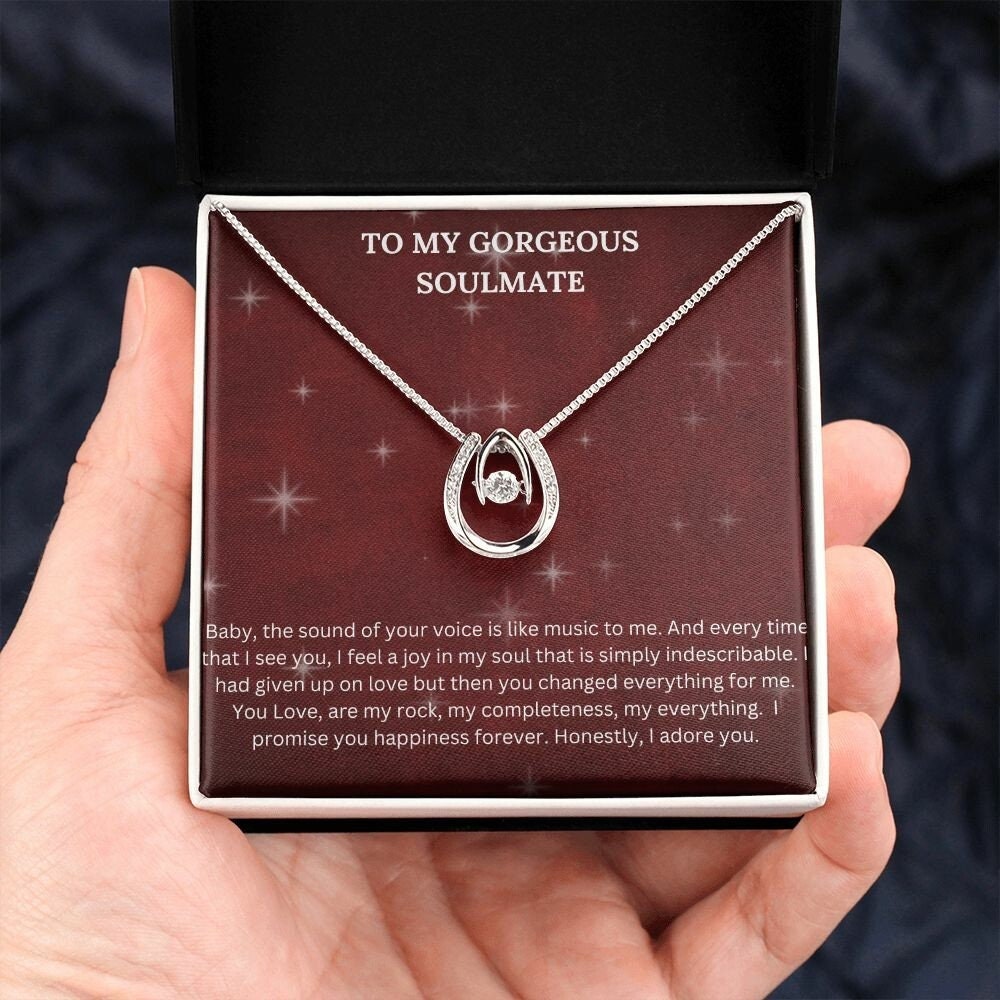 TO MY GORGEOUS
SOULMATE
Baby, the sound of your voice is like music to me. And every time
that I see you, I feel a joy in my soul that is simply indescribable. I
had given up on love but then you changed everything for me.
You Love, are my rock, my completeness, my everything.  I
promise you happiness forever. Honestly, I adore you.